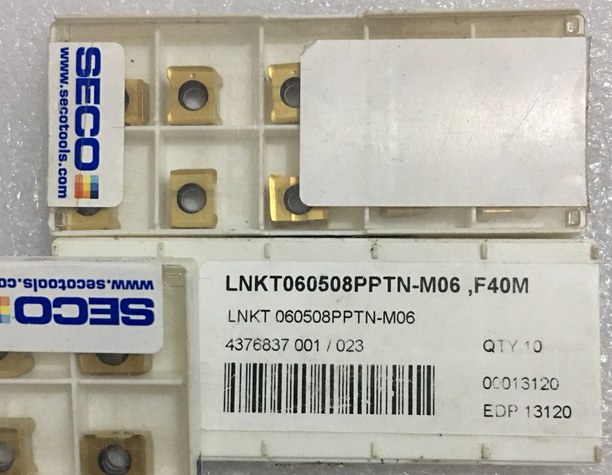 SECO
www.secotools.com
LNKT060508PPTN-M06 ,F40M
LNKT 060508PPTN-M06
4376837 001 / 023
QTY 10
00013120
EDP 13120
www.secotools.co
SECO